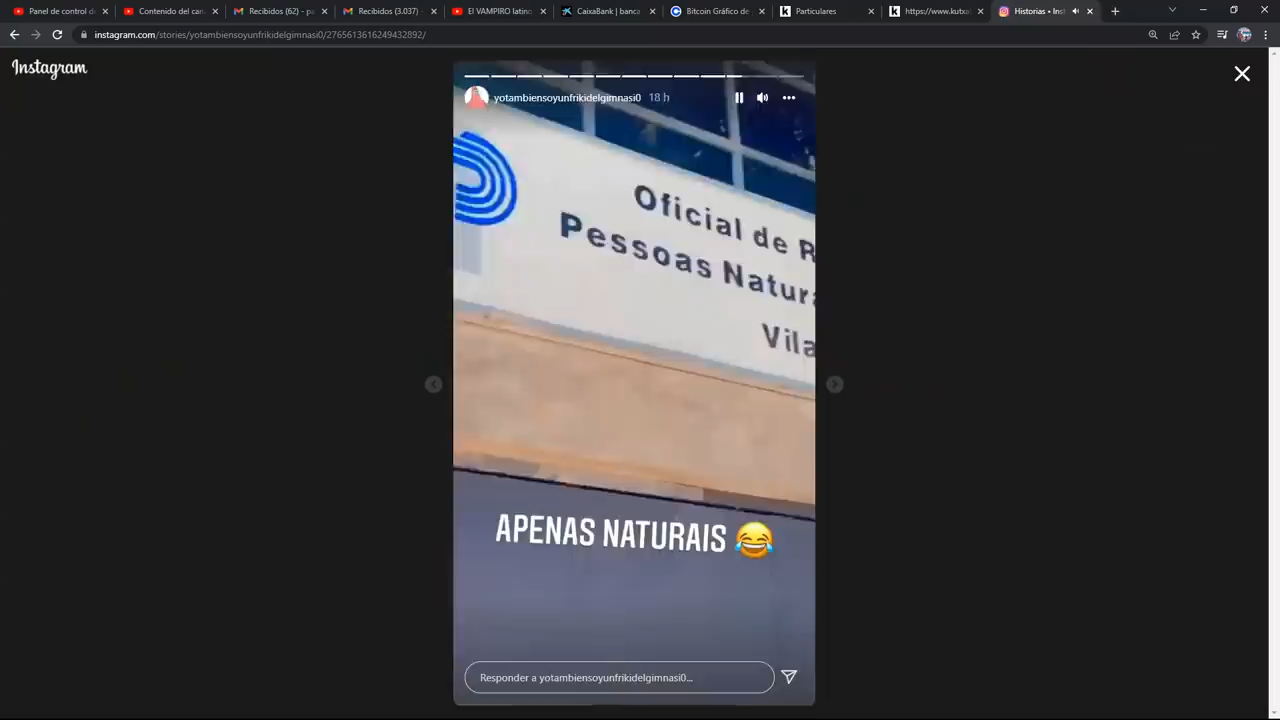 Panel de control d
Contenido del can
Recibidos (62) - pa
Recibidos (3.037)
El VAMPIRO latino
CaixaBank | banca
Bitcoin Gráfico de
Particulares
https://www.kutxa
Historias • Inst
instagram.com/stories/yotambiensoyunfrikidelgimnasi0/2765613616249432892/
Instagram
yotambiensoyunfrikidelgimnasi0 18 h
Oficial de R
Pessoas Natura
Vila
APENAS NATURAIS 😂
Responder a yotambiensoyunfrikidelgimnasi0...